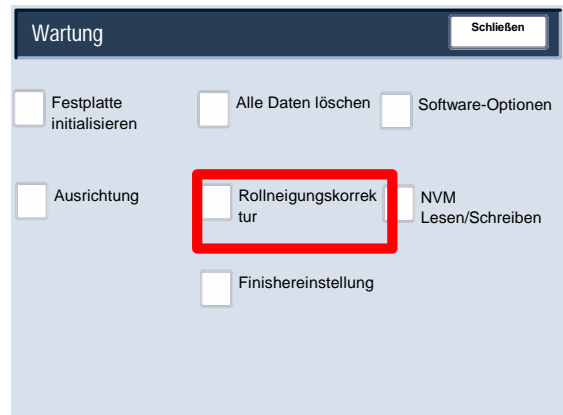 Wartung
Schließen
Festplatte
initialisieren
Alle Daten löschen
Software-Optionen
Ausrichtung
Rollneigungskorrek
tur
NVM
Lesen/Schreiben
Finishereinstellung